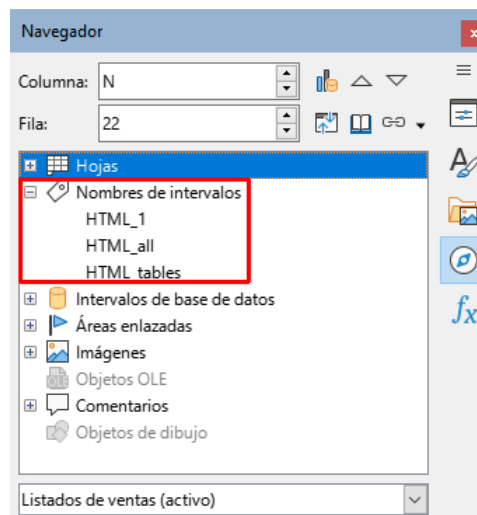 Navegador
Columna: N
Fila: 22
Hojas
Nombres de intervalos
HTML_1
HTML_all
HTML_tables
Intervalos de base de datos
Áreas enlazadas
Imágenes
Objetos OLE
Comentarios
Objetos de dibujo
Listados de ventas (activo)